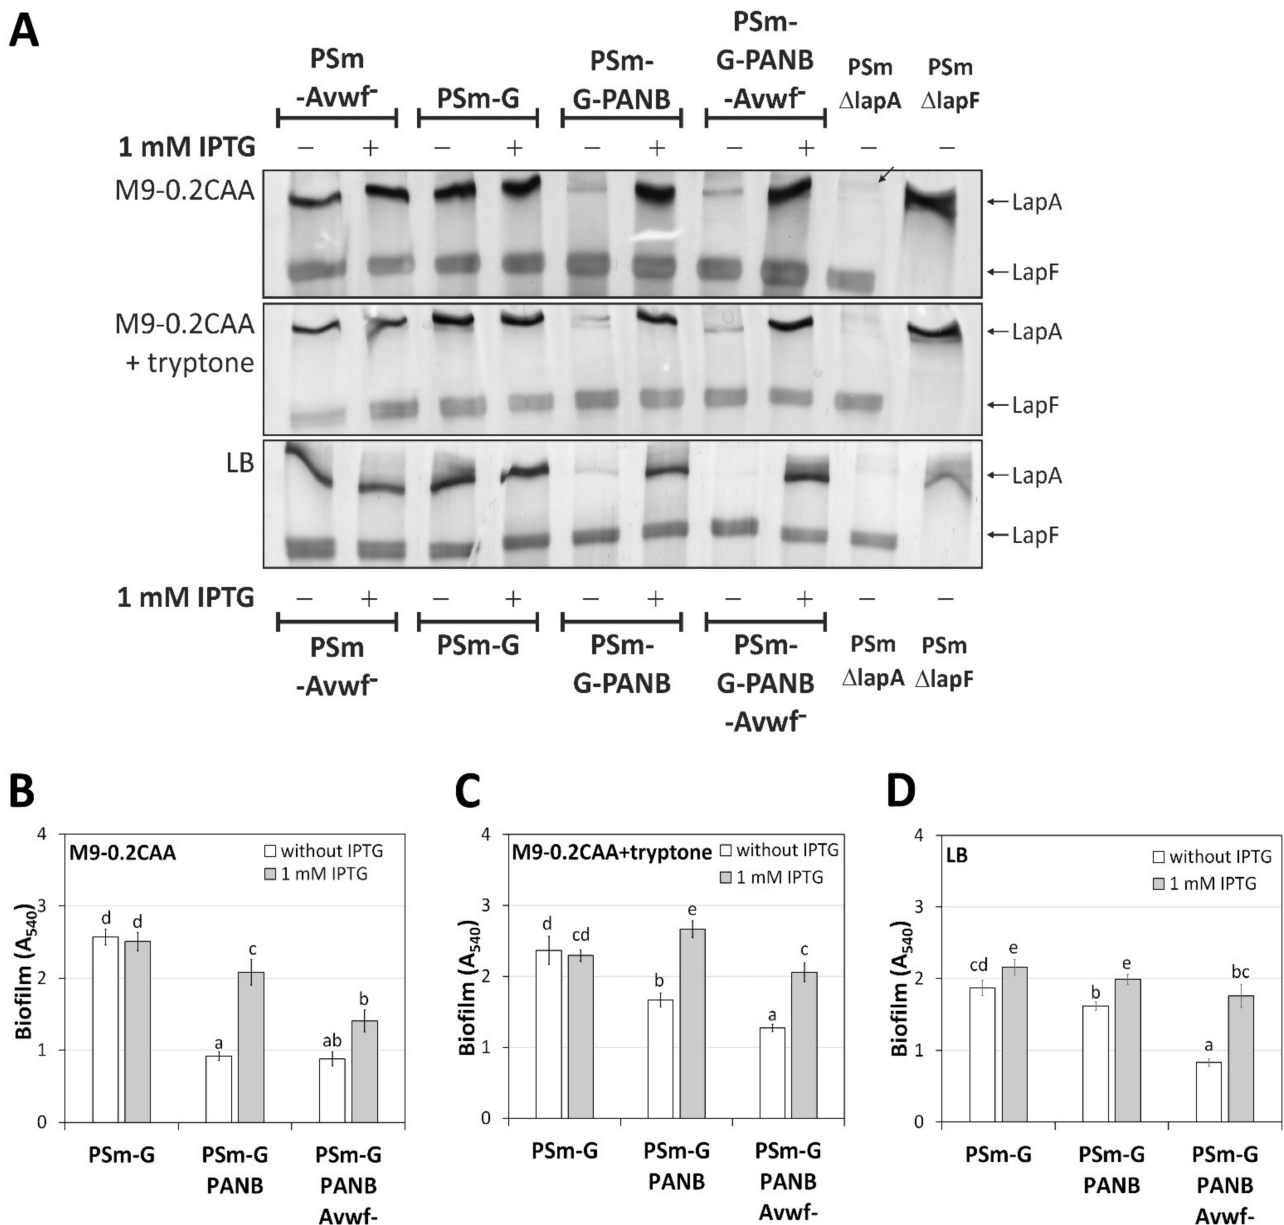 A
PSm
-Avwf⁻
PSm-G
PSm-
G-PANB
PSm-
G-PANB
-Avwf⁻
PSm
ΔlapA
PSm
ΔlapF
1 mM IPTG − + − + − + − + − −
M9-0.2CAA
←LapA
←LapF
M9-0.2CAA
+ tryptone
←LapA
←LapF
LB
←LapA
←LapF
1 mM IPTG − + − + − + − + − −
PSm
-Avwf⁻
PSm-G
PSm-
G-PANB
PSm-
G-PANB
-Avwf⁻
PSm
ΔlapA
PSm
ΔlapF
B
M9-0.2CAA
without IPTG
1 mM IPTG
Biofilm (A₅₄₀)
4
3
2
1
0
d d
a c
ab b
PSm-G
PSm-G
PANB
PSm-G
PANB
Avwf-
C
M9-0.2CAA+tryptone
without IPTG
1 mM IPTG
Biofilm (A₅₄₀)
4
3
2
1
0
d cd
b e
a c
PSm-G
PSm-G
PANB
PSm-G
PANB
Avwf-
D
LB
without IPTG
1 mM IPTG
Biofilm (A₅₄₀)
4
3
2
1
0
cd e
b e
a bc
PSm-G
PSm-G
PANB
PSm-G
PANB
Avwf-